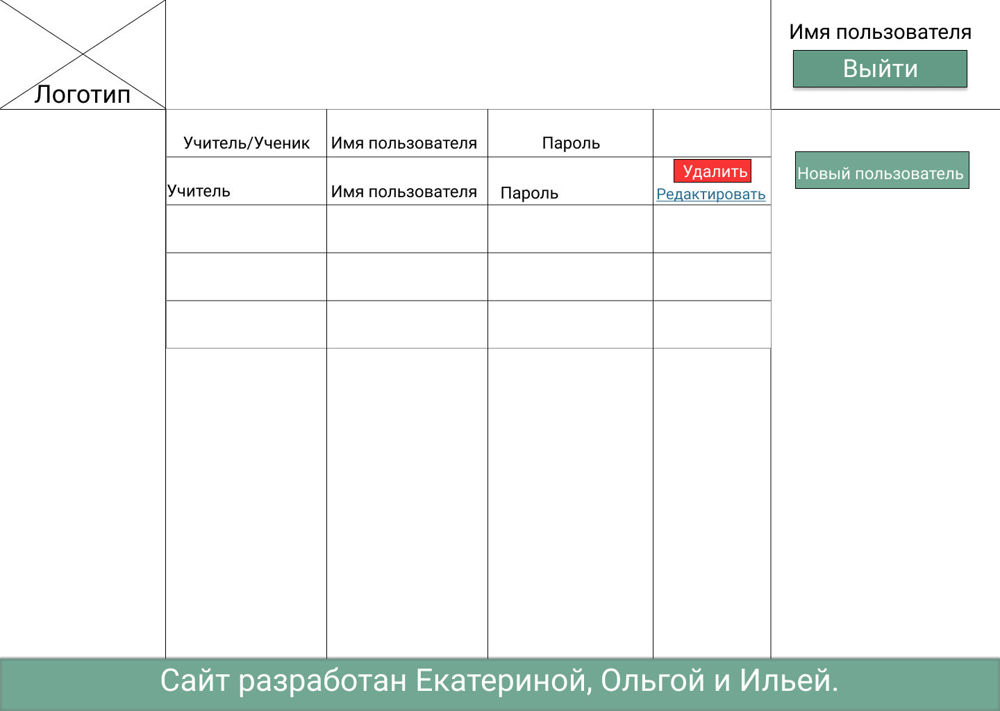 Логотип
Имя пользователя
Выйти
Учитель/Ученик
Имя пользователя
Пароль
Учитель
Имя пользователя
Пароль
Удалить
Редактировать
Новый пользователь
Сайт разработан Екатериной, Ольгой и Ильей.